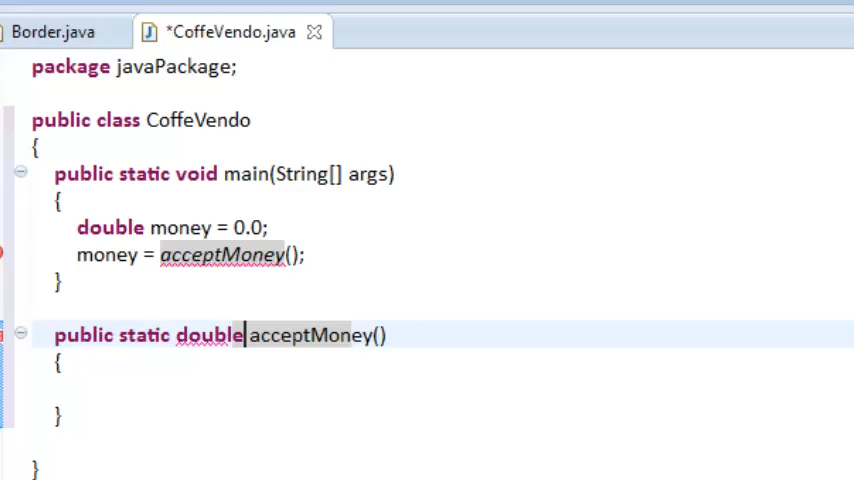 Border.java
*CoffeVendo.java
package javaPackage;
public class CoffeVendo
{
public static void main(String[] args)
{
double money = 0.0;
money = acceptMoney();
}
public static double acceptMoney()
{
}
}